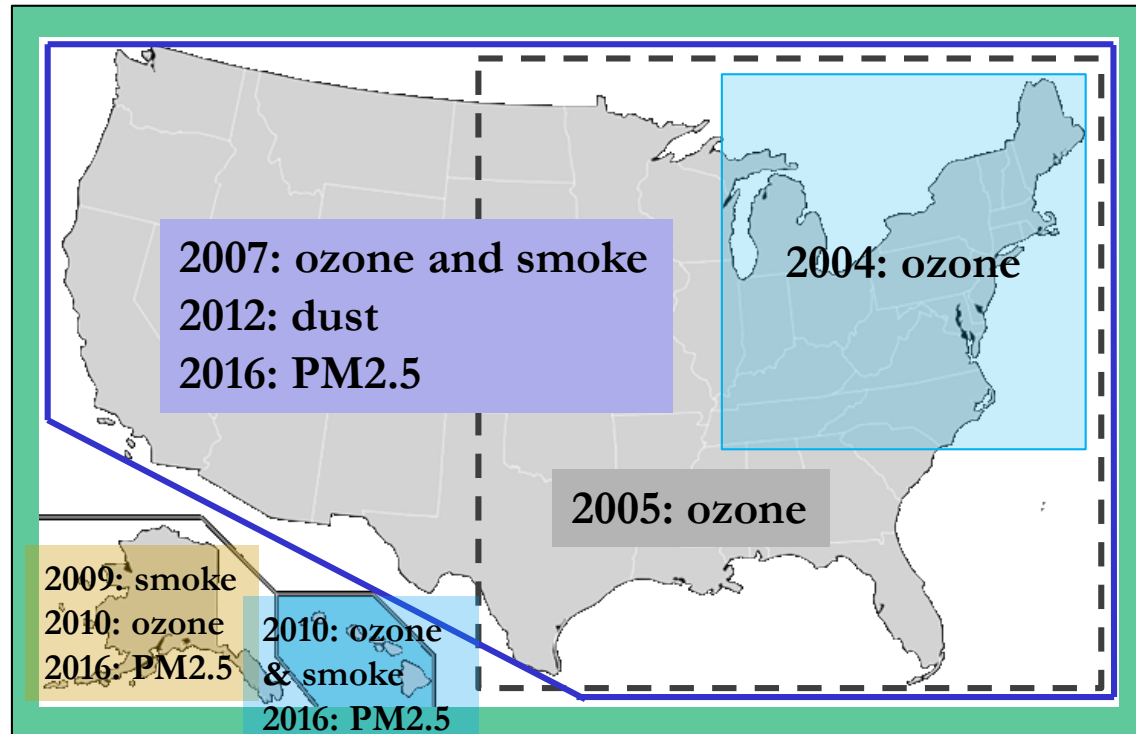 2007: ozone and smoke
2012: dust
2016: PM2.5
2004: ozone
2005: ozone
2009: smoke
2010: ozone
2016: PM2.5
2010: ozone
& smoke
2016: PM2.5